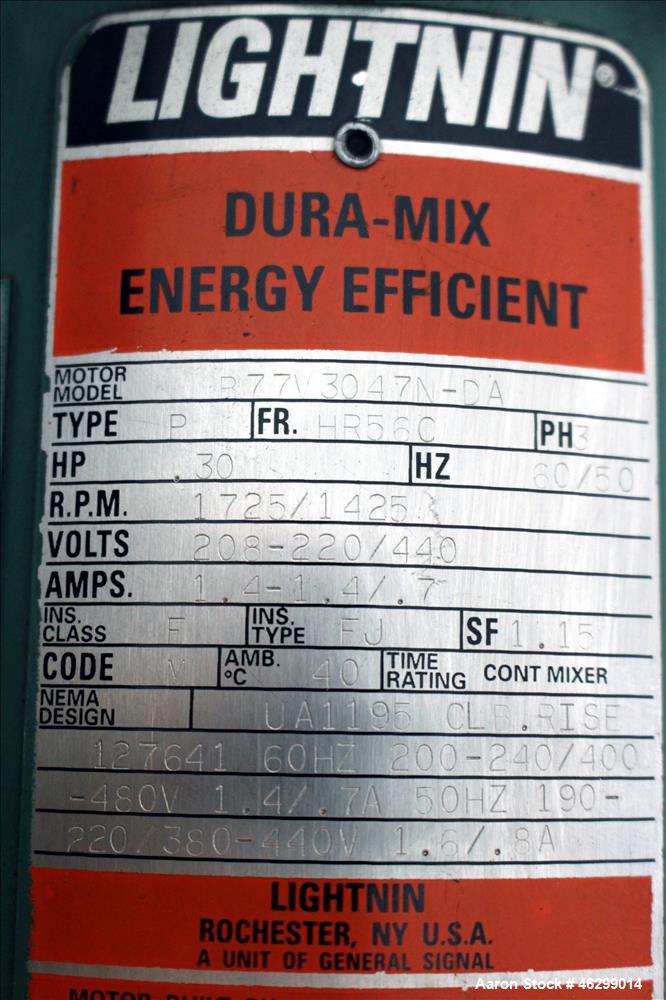 LIGHTNIN®
DURA-MIX
ENERGY EFFICIENT
MOTOR MODEL B77V3047N-DA
TYPE P FR. HR56C PH 3
HP .30 HZ 60/50
R.P.M. 1725/1425
VOLTS 208-220/440
AMPS. 1.4-1.4/.7
INS. CLASS F INS. TYPE FJ SF 1.15
CODE M AMB. °C 40 TIME RATING CONT MIXER
NEMA DESIGN UA1195 CLB.RISE
127641 60HZ 200-240/400
-480V 1.4/.7A 50HZ 190-
220/380-440V 1.6/.8A
LIGHTNIN
ROCHESTER, NY U.S.A.
A UNIT OF GENERAL SIGNAL
Aaron Stock # 46299014
MOTOR BUILT